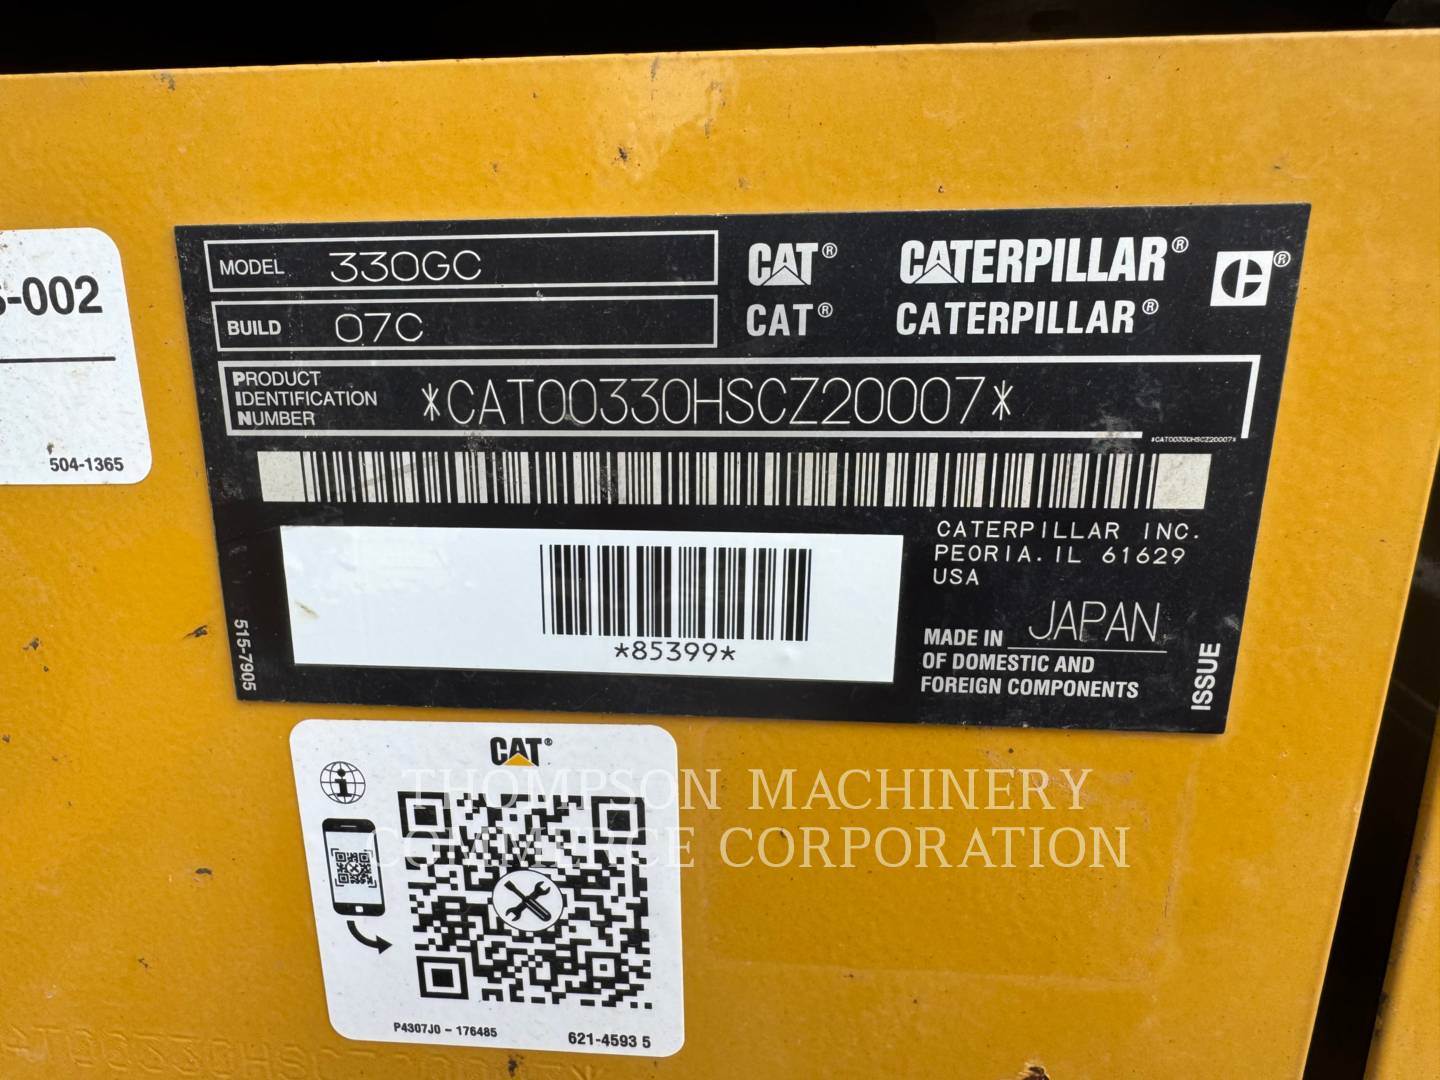 MODEL 330GC
BUILD 07C
CAT® CATERPILLAR® ®
CAT® CATERPILLAR®
PRODUCT
IDENTIFICATION
NUMBER
*CAT00330HSCZ20007*
*CAT00330HSCZ20007*
-002
504-1365
CATERPILLAR INC.
PEORIA. IL 61629
USA
*85399*
MADE IN JAPAN
OF DOMESTIC AND
FOREIGN COMPONENTS
515-7905
ISSUE
CAT®
THOMPSON MACHINERY
COMMERCE CORPORATION
P4307J0 - 176485
621-4593 5